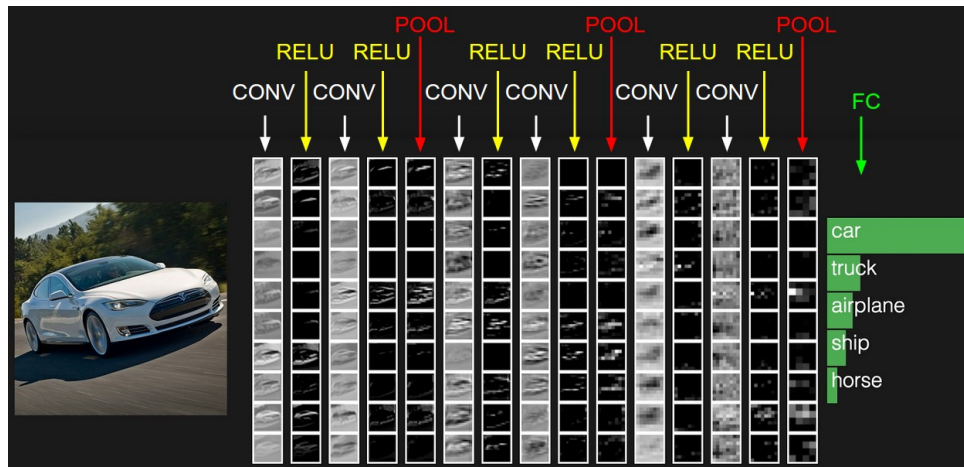 POOL POOL POOL
RELU RELU RELU RELU RELU RELU
CONV CONV CONV CONV CONV CONV FC
car
truck
airplane
ship
horse